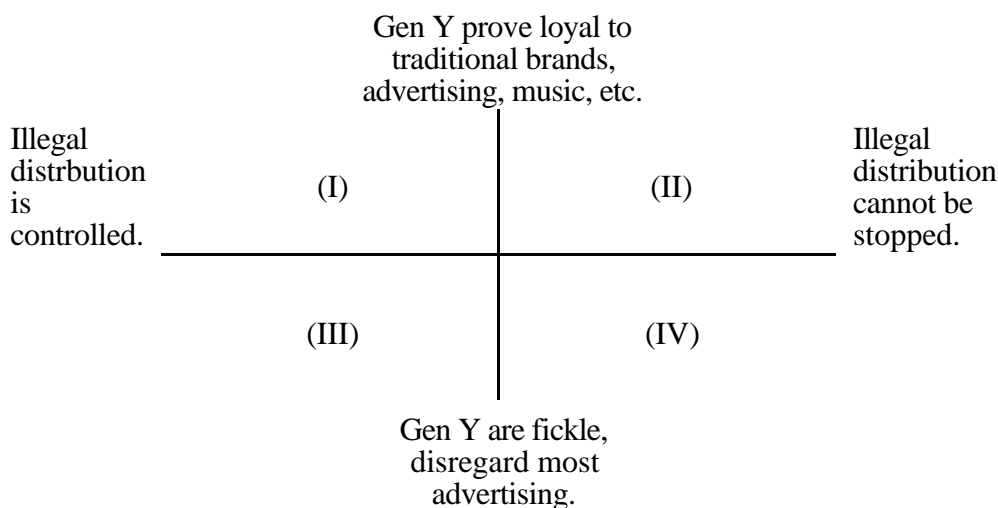 Gen Y prove loyal to
traditional brands,
advertising, music, etc.
Illegal
distrbution
is
controlled.
(I)
(II)
Illegal
distribution
cannot be
stopped.
(III)
(IV)
Gen Y are fickle,
disregard most
advertising.